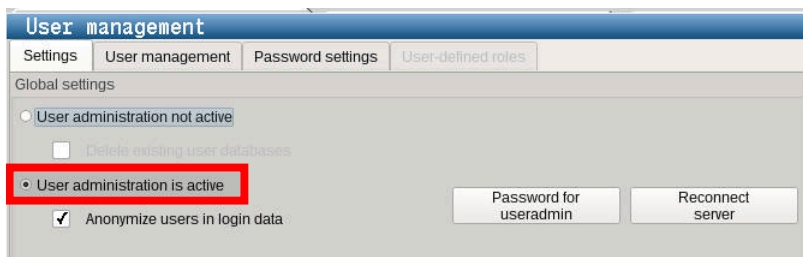 User management
Settings User management Password settings User-defined roles
Global settings
User administration not active
Delete existing user databases
User administration is active
Anonymize users in login data
Password for
useradmin
Reconnect
server